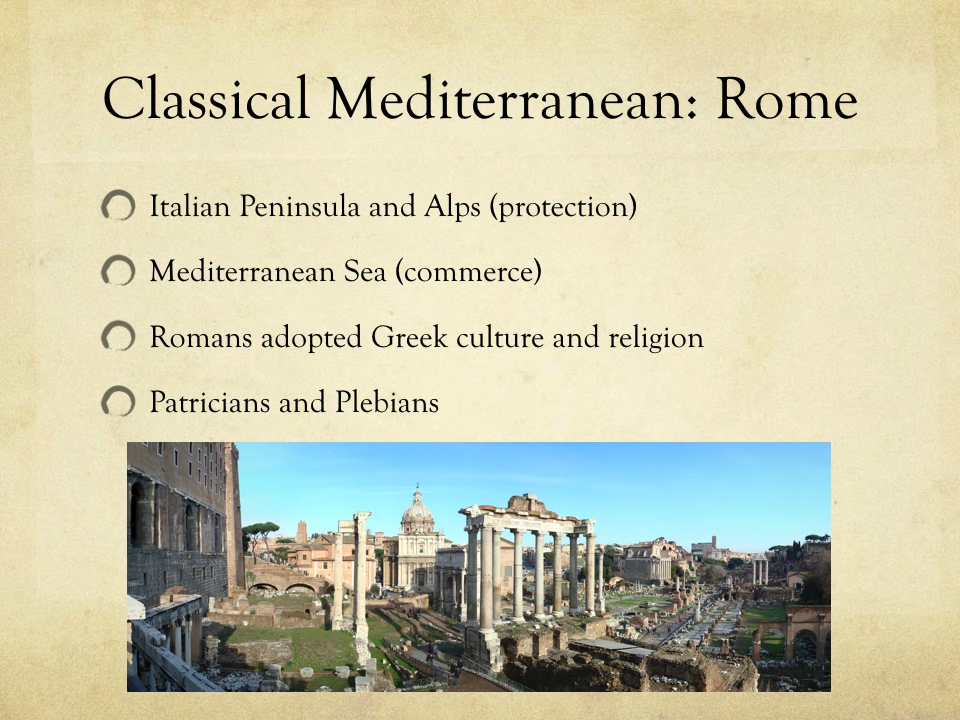 Classical Mediterranean: Rome
Italian Peninsula and Alps (protection)
Mediterranean Sea (commerce)
Romans adopted Greek culture and religion
Patricians and Plebians